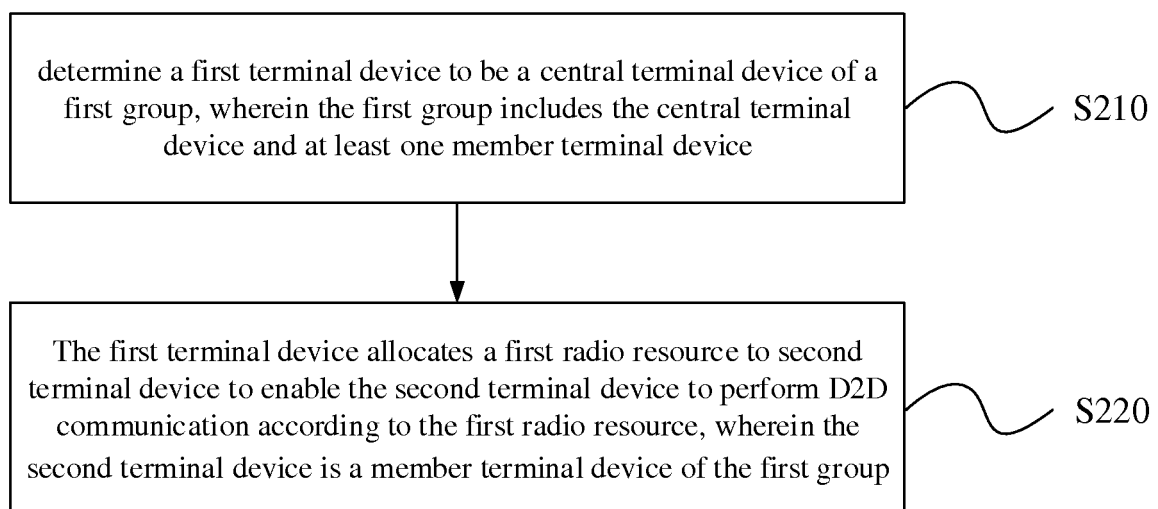 determine a first terminal device to be a central terminal device of a
first group, wherein the first group includes the central terminal
device and at least one member terminal device
S210
The first terminal device allocates a first radio resource to second
terminal device to enable the second terminal device to perform D2D
communication according to the first radio resource, wherein the
second terminal device is a member terminal device of the first group
S220